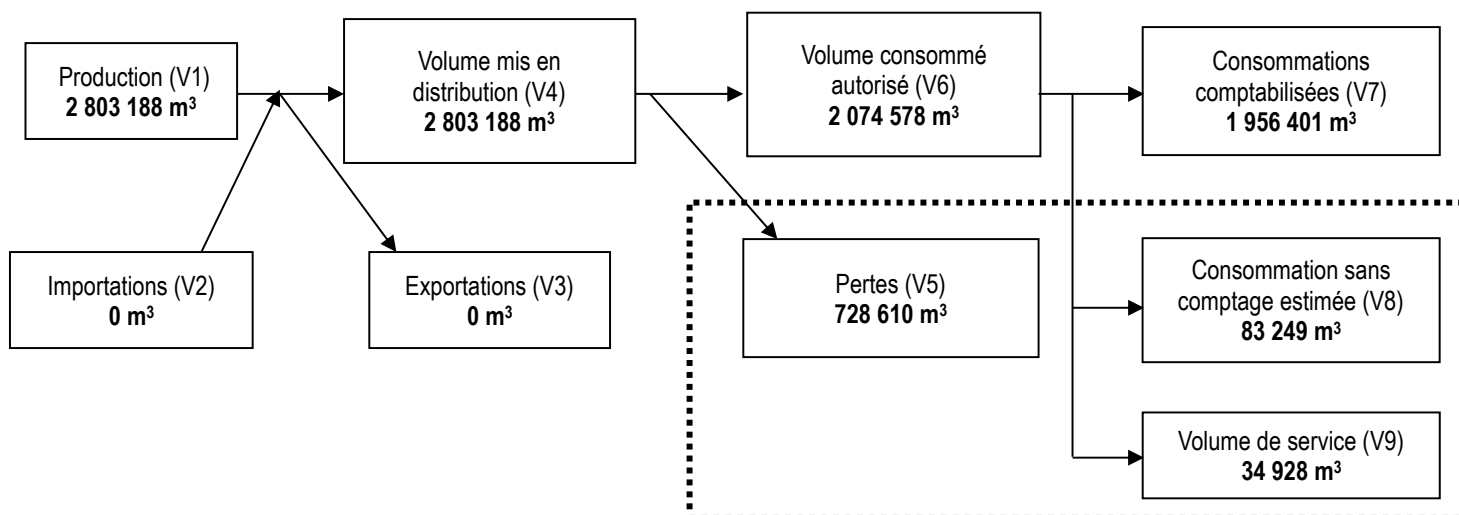 Production (V1)
2 803 188 m³
Volume mis en
distribution (V4)
2 803 188 m³
Volume consommé
autorisé (V6)
2 074 578 m³
Consommations
comptabilisées (V7)
1 956 401 m³
Importations (V2)
0 m³
Exportations (V3)
0 m³
Pertes (V5)
728 610 m³
Consommation sans
comptage estimée (V8)
83 249 m³
Volume de service (V9)
34 928 m³